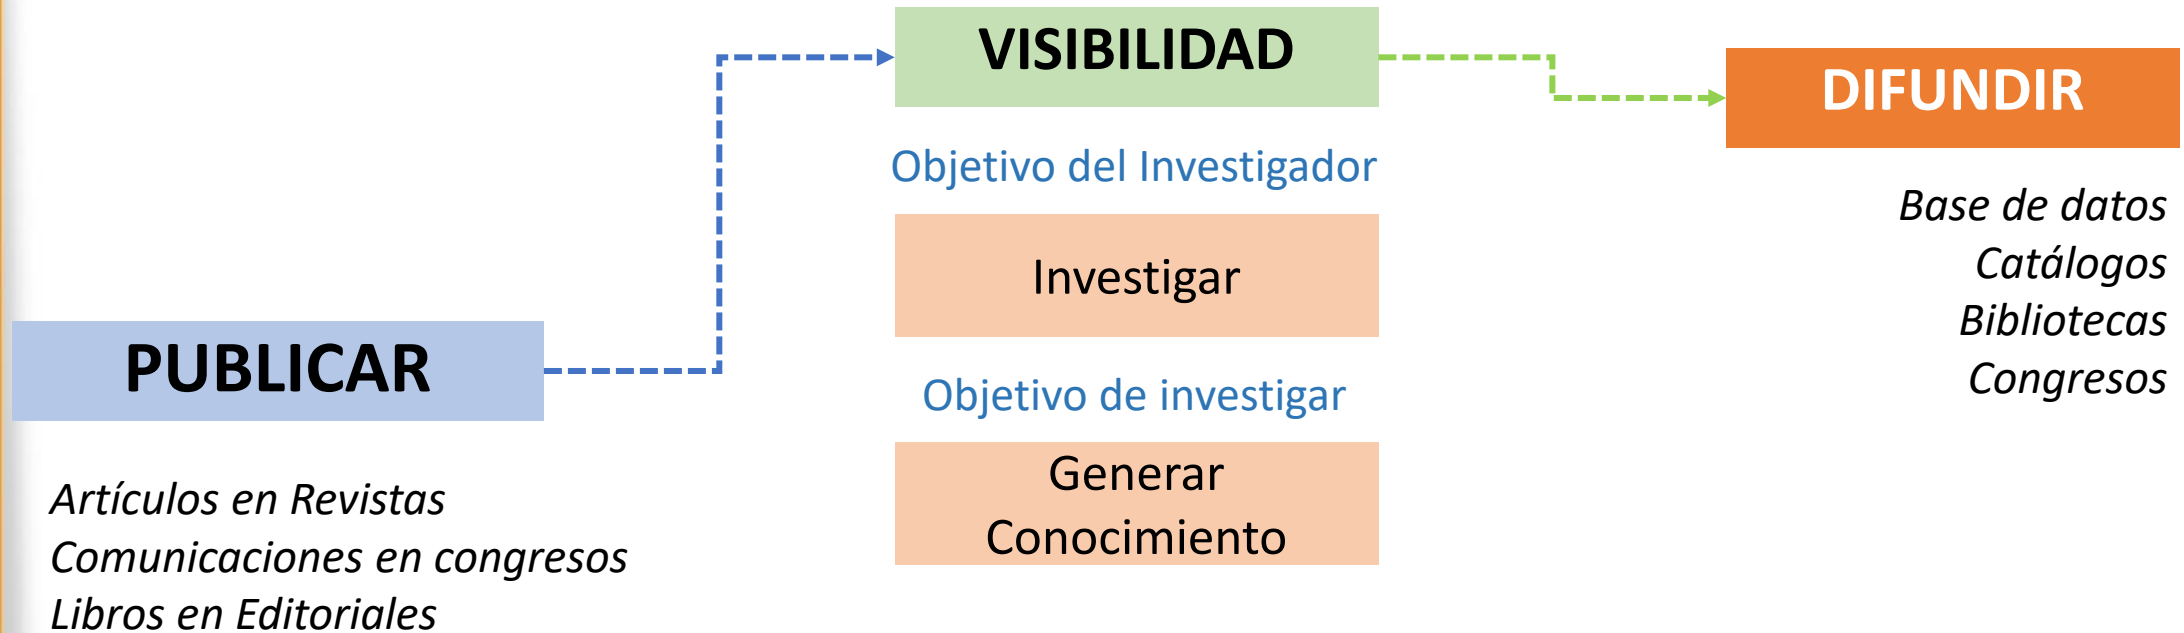 PUBLICAR
Artículos en Revistas
Comunicaciones en congresos
Libros en Editoriales
VISIBILIDAD
Objetivo del Investigador
Investigar
Objetivo de investigar
Generar
Conocimiento
DIFUNDIR
Base de datos
Catálogos
Bibliotecas
Congresos